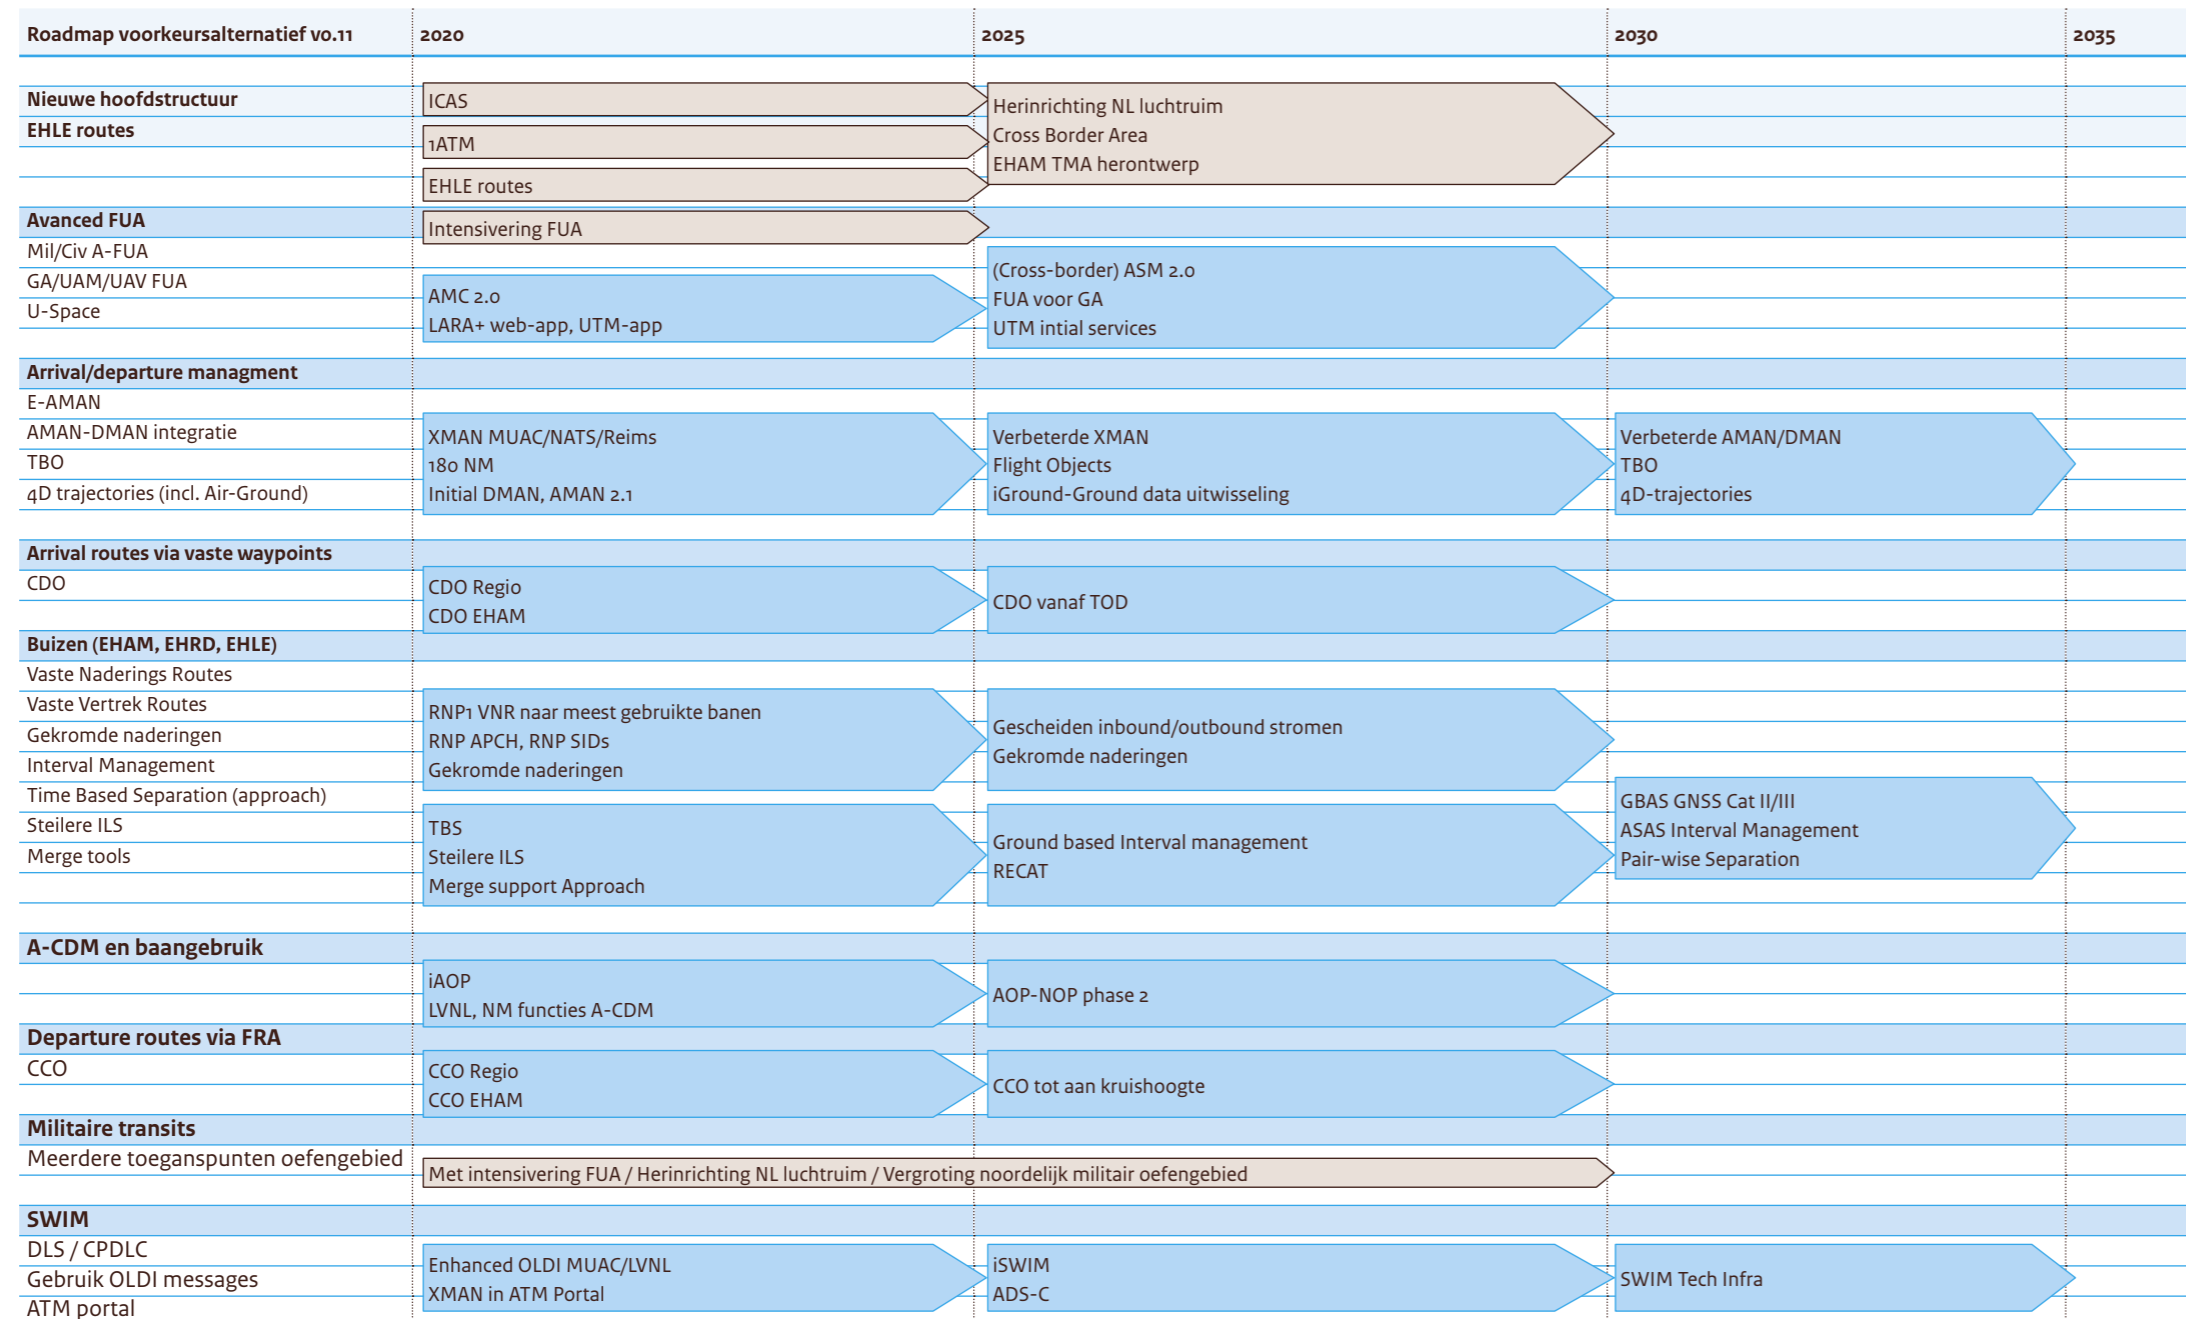 Roadmap voorkeursalternatief v0.11 2020 2025 2030 2035
Nieuwe hoofdstructuur
EHLE routes
ICAS
1ATM
EHLE routes
Herinrichting NL luchtruim
Cross Border Area
EHAM TMA herontwerp
Avanced FUA
Mil/Civ A-FUA
GA/UAM/UAV FUA
U-Space
Intensivering FUA
AMC 2.0
LARA+ web-app, UTM-app
(Cross-border) ASM 2.0
FUA voor GA
UTM intial services
Arrival/departure managment
E-AMAN
AMAN-DMAN integratie
TBO
4D trajectories (incl. Air-Ground)
XMAN MUAC/NATS/Reims
180 NM
Initial DMAN, AMAN 2.1
Verbeterde XMAN
Flight Objects
iGround-Ground data uitwisseling
Verbeterde AMAN/DMAN
TBO
4D-trajectories
Arrival routes via vaste waypoints
CDO
CDO Regio
CDO EHAM
CDO vanaf TOD
Buizen (EHAM, EHRD, EHLE)
Vaste Naderings Routes
Vaste Vertrek Routes
Gekromde naderingen
Interval Management
Time Based Separation (approach)
Steilere ILS
Merge tools
RNP1 VNR naar meest gebruikte banen
RNP APCH, RNP SIDs
Gekromde naderingen
Gescheiden inbound/outbound stromen
Gekromde naderingen
TBS
Steilere ILS
Merge support Approach
Ground based Interval management
RECAT
GBAS GNSS Cat II/III
ASAS Interval Management
Pair-wise Separation
A-CDM en baangebruik
iAOP
LVNL, NM functies A-CDM
AOP-NOP phase 2
Departure routes via FRA
CCO
CCO Regio
CCO EHAM
CCO tot aan kruishoogte
Militaire transits
Meerdere toeganspunten oefengebied
Met intensivering FUA / Herinrichting NL luchtruim / Vergroting noordelijk militair oefengebied
SWIM
DLS / CPDLC
Gebruik OLDI messages
ATM portal
Enhanced OLDI MUAC/LVNL
XMAN in ATM Portal
iSWIM
ADS-C
SWIM Tech Infra